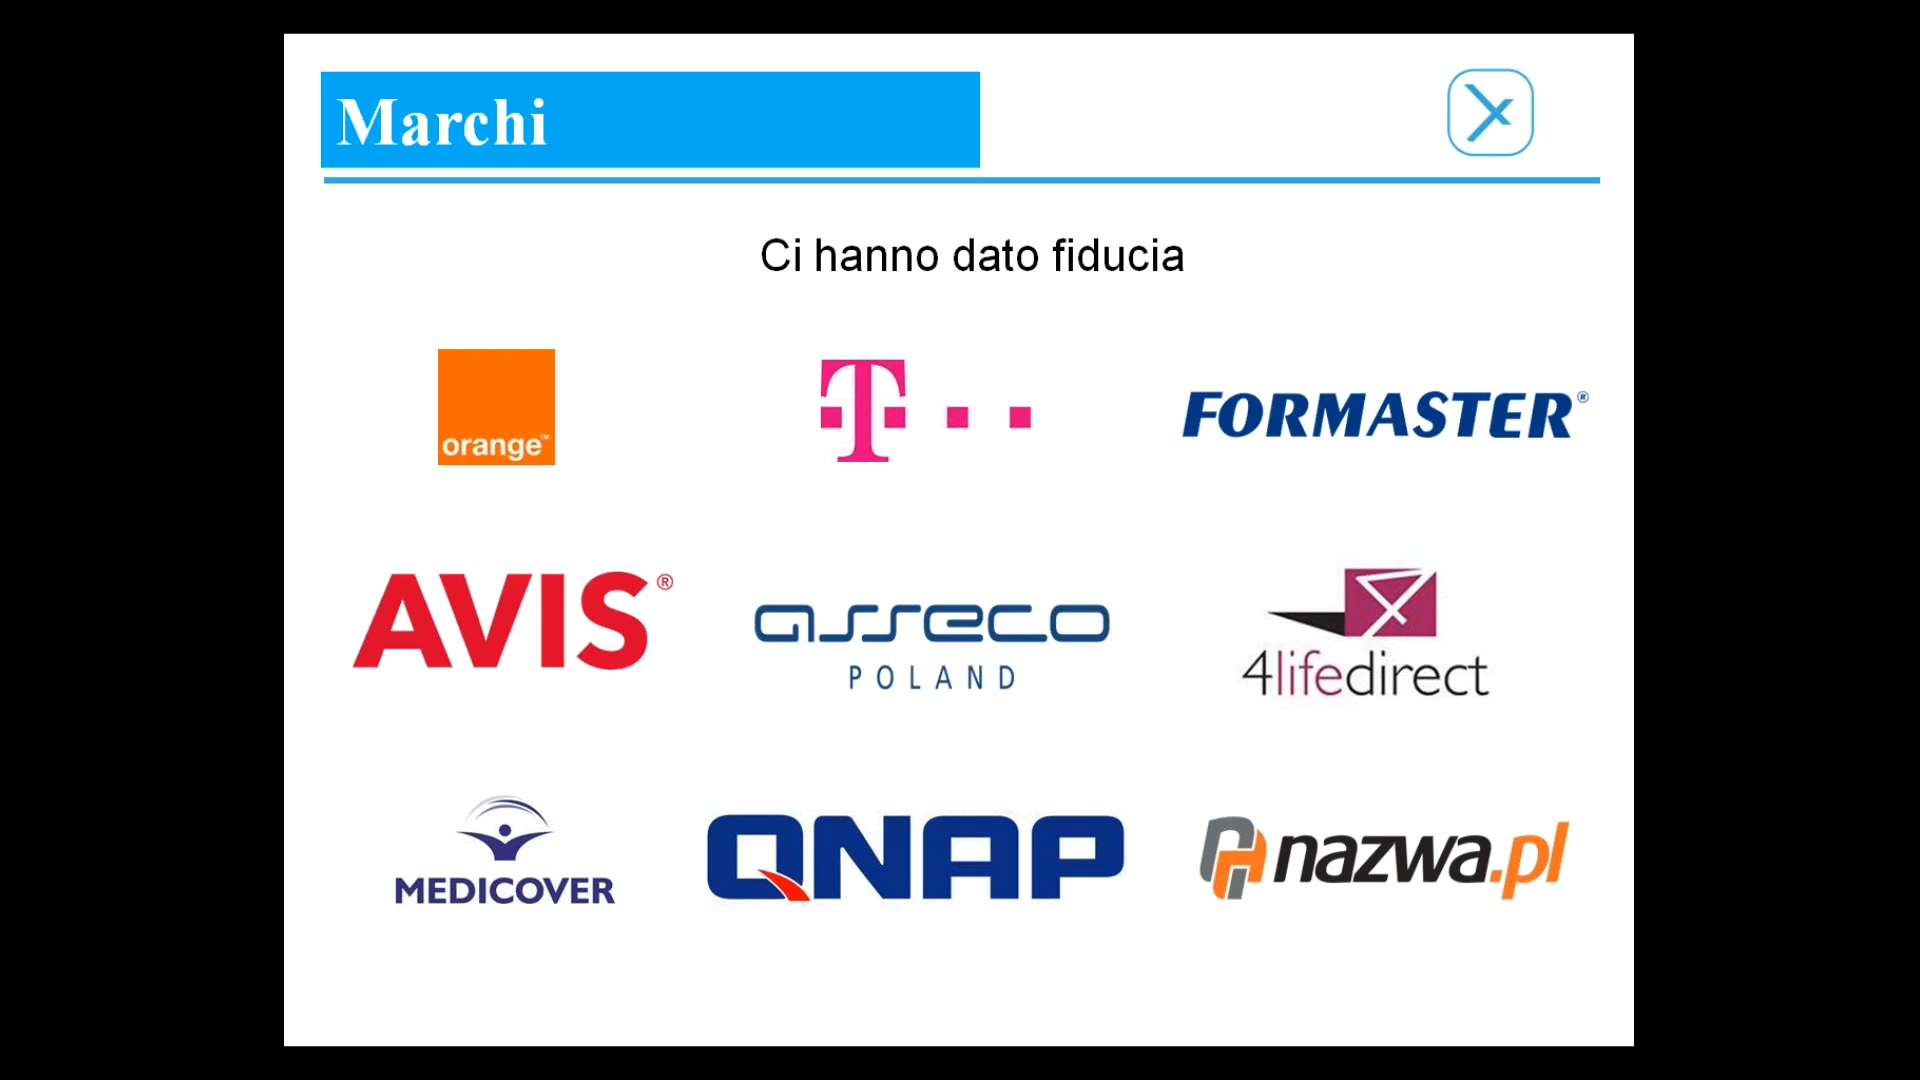 Marchi
Ci hanno dato fiducia
orange™
T
FORMASTER®
AVIS®
asseco
POLAND
4lifedirect
MEDICOVER
QNAP
nazwa.pl